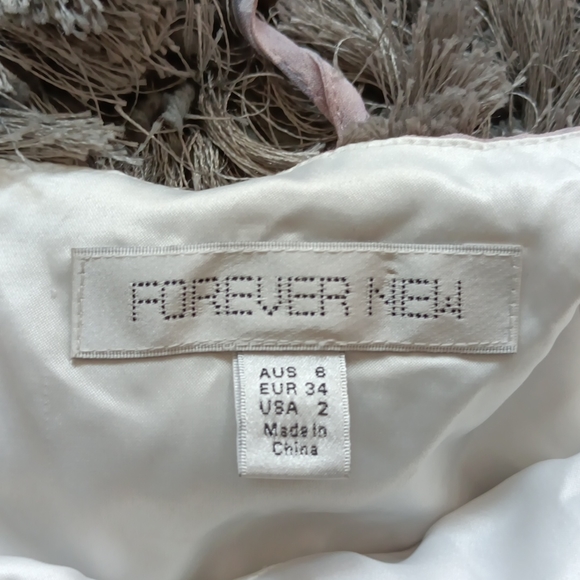 FOREVER NEW
AUS 6
EUR 34
USA 2
Made in
China